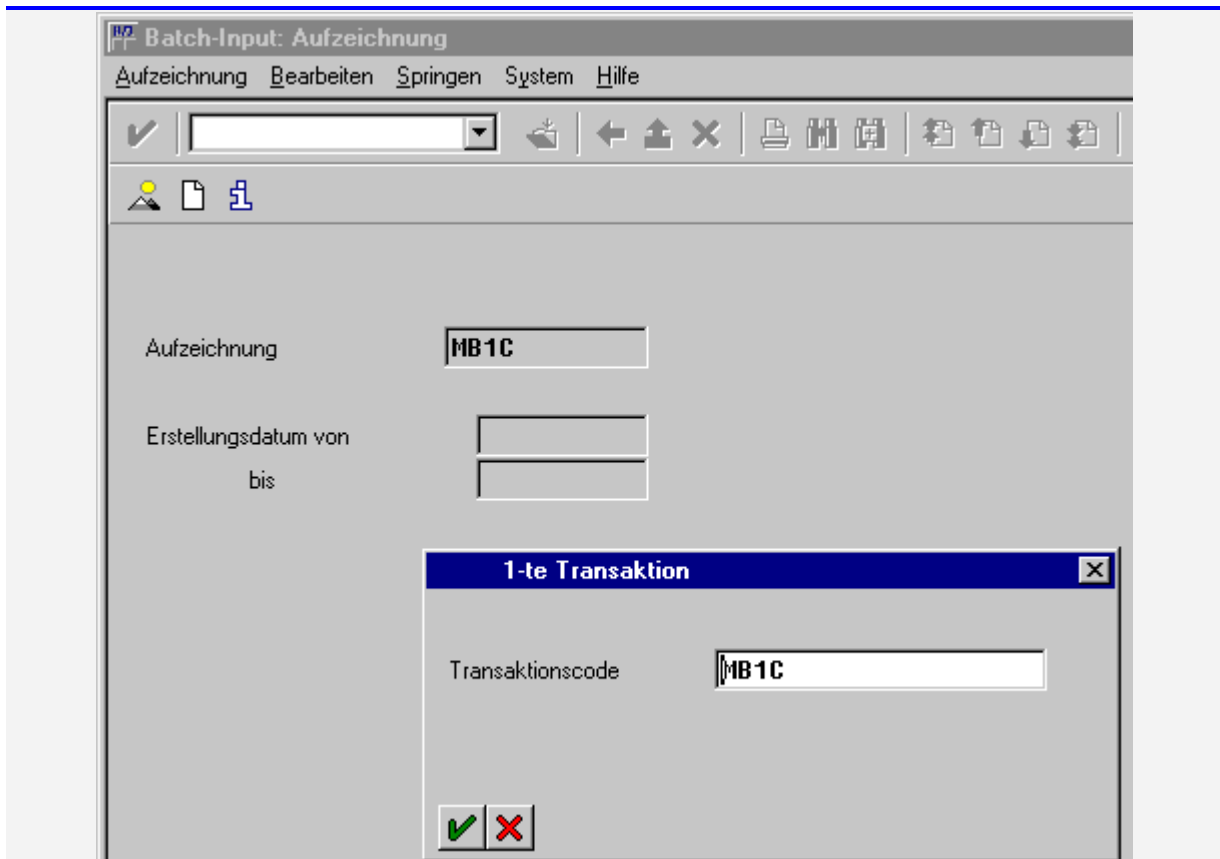 Batch-Input: Aufzeichnung
Aufzeichnung Bearbeiten Springen System Hilfe
Aufzeichnung MB1C
Erstellungsdatum von
bis
1-te Transaktion
Transaktionscode MB1C